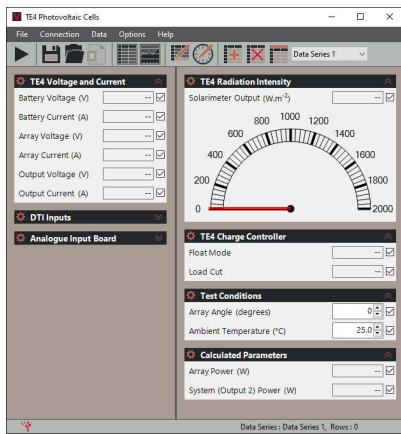 TE4 Photovoltaic Cells
File Connection Data Options Help
Data Series 1
TE4 Voltage and Current
Battery Voltage (V) --
Battery Current (A) --
Array Voltage (V) --
Array Current (A) --
Output Voltage (V) --
Output Current (A) --
DTI Inputs
Analogue Input Board
TE4 Radiation Intensity
Solarimeter Output (W.m⁻²) --
0 200 400 600 800 1000 1200 1400 1600 1800 2000
TE4 Charge Controller
Float Mode --
Load Cut --
Test Conditions
Array Angle (degrees) 0
Ambient Temperature (°C) 25.0
Calculated Parameters
Array Power (W) --
System (Output 2) Power (W) --
Data Series : Data Series 1, Rows : 0